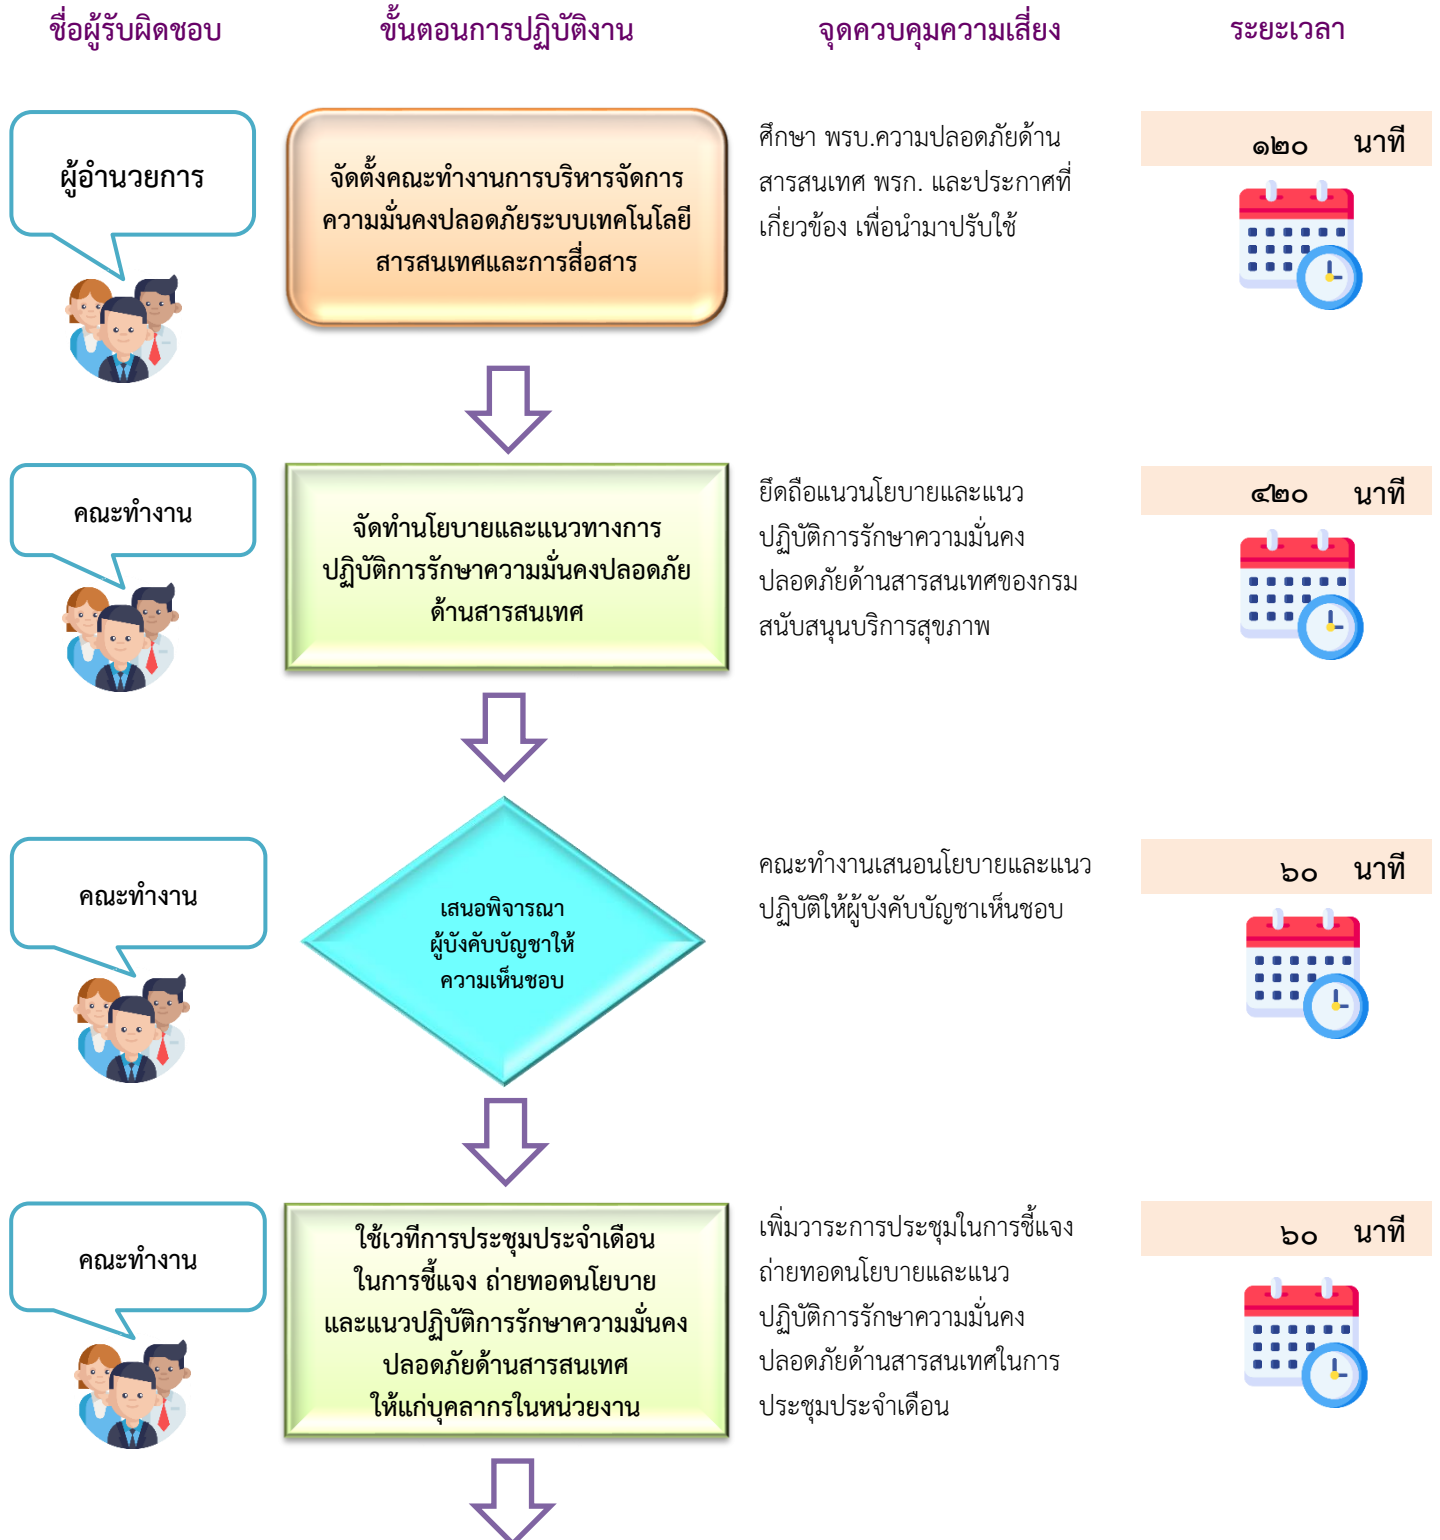 ชื่อผู้รับผิดชอบ ขั้นตอนการปฏิบัติงาน จุดควบคุมความเสี่ยง ระยะเวลา
ผู้อำนวยการ
จัดตั้งคณะทำงานการบริหารจัดการ
ความมั่นคงปลอดภัยระบบเทคโนโลยี
สารสนเทศและการสื่อสาร
ศึกษา พรบ.ความปลอดภัยด้าน
สารสนเทศ พรก. และประกาศที่
เกี่ยวข้อง เพื่อนำมาปรับใช้
๑๒๐ นาที
คณะทำงาน
จัดทำนโยบายและแนวทางการ
ปฏิบัติการรักษาความมั่นคงปลอดภัย
ด้านสารสนเทศ
ยึดถือแนวนโยบายและแนว
ปฏิบัติการรักษาความมั่นคง
ปลอดภัยด้านสารสนเทศของกรม
สนับสนุนบริการสุขภาพ
๔๒๐ นาที
คณะทำงาน
เสนอพิจารณา
ผู้บังคับบัญชาให้
ความเห็นชอบ
คณะทำงานเสนอนโยบายและแนว
ปฏิบัติให้ผู้บังคับบัญชาเห็นชอบ
๖๐ นาที
คณะทำงาน
ใช้เวทีการประชุมประจำเดือน
ในการชี้แจง ถ่ายทอดนโยบาย
และแนวปฏิบัติการรักษาความมั่นคง
ปลอดภัยด้านสารสนเทศ
ให้แก่บุคลากรในหน่วยงาน
เพิ่มวาระการประชุมในการชี้แจง
ถ่ายทอดนโยบายและแนว
ปฏิบัติการรักษาความมั่นคง
ปลอดภัยด้านสารสนเทศในการ
ประชุมประจำเดือน
๖๐ นาที